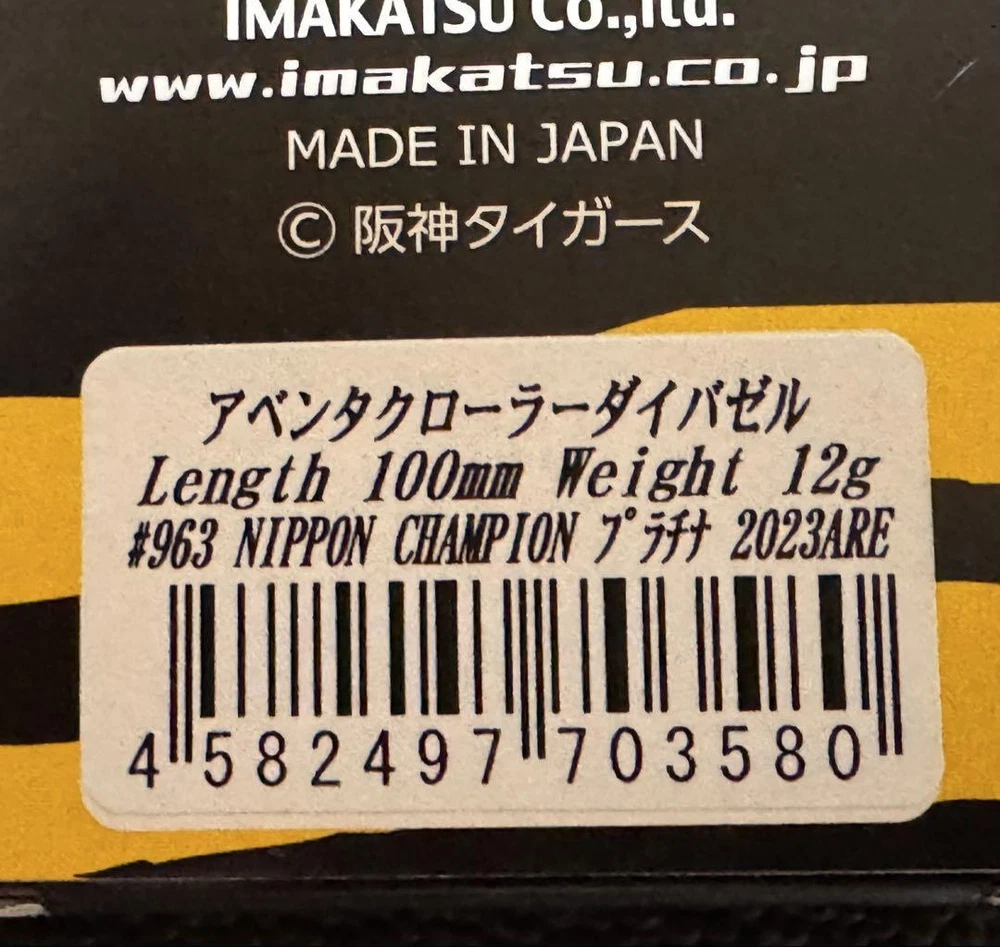 IMAKATSU Co.,ltd.
www.imakatsu.co.jp
MADE IN JAPAN
© 阪神タイガース
アベンタクローラーダイバゼル
Length 100mm Weight 12g
#963 NIPPON CHAMPION プラチナ 2023ARE
4 582497 703580